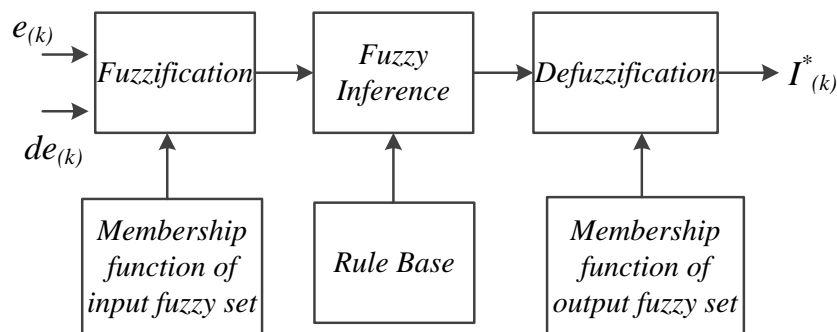 e(k)
de(k)
Fuzzification
Fuzzy
Inference
Defuzzification
I*(k)
Membership
function of
input fuzzy set
Rule Base
Membership
function of
output fuzzy set